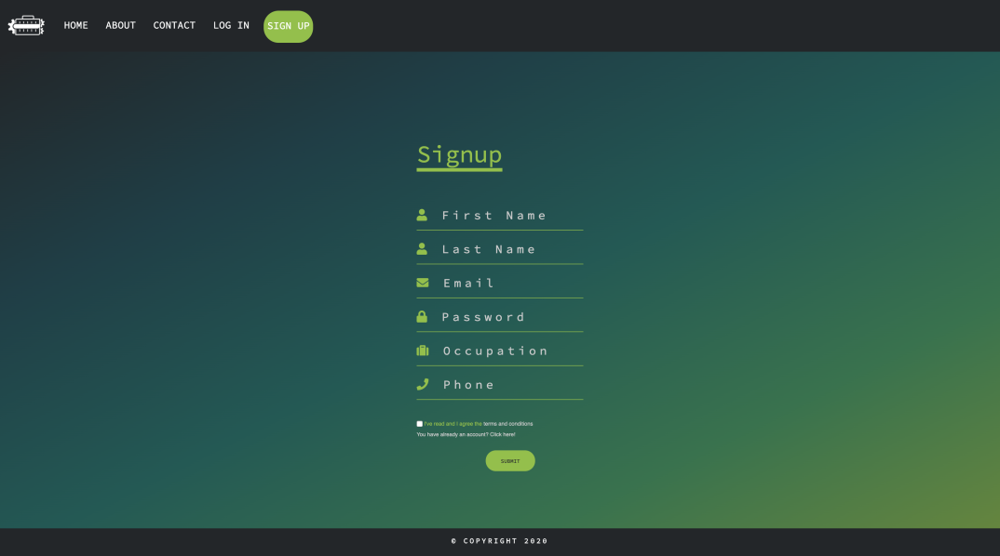 HOME ABOUT CONTACT LOG IN SIGN UP
Signup
First Name
Last Name
Email
Password
Occupation
Phone
I've read and I agree the terms and conditions
You have already an account? Click here!
SUBMIT
© COPYRIGHT 2020